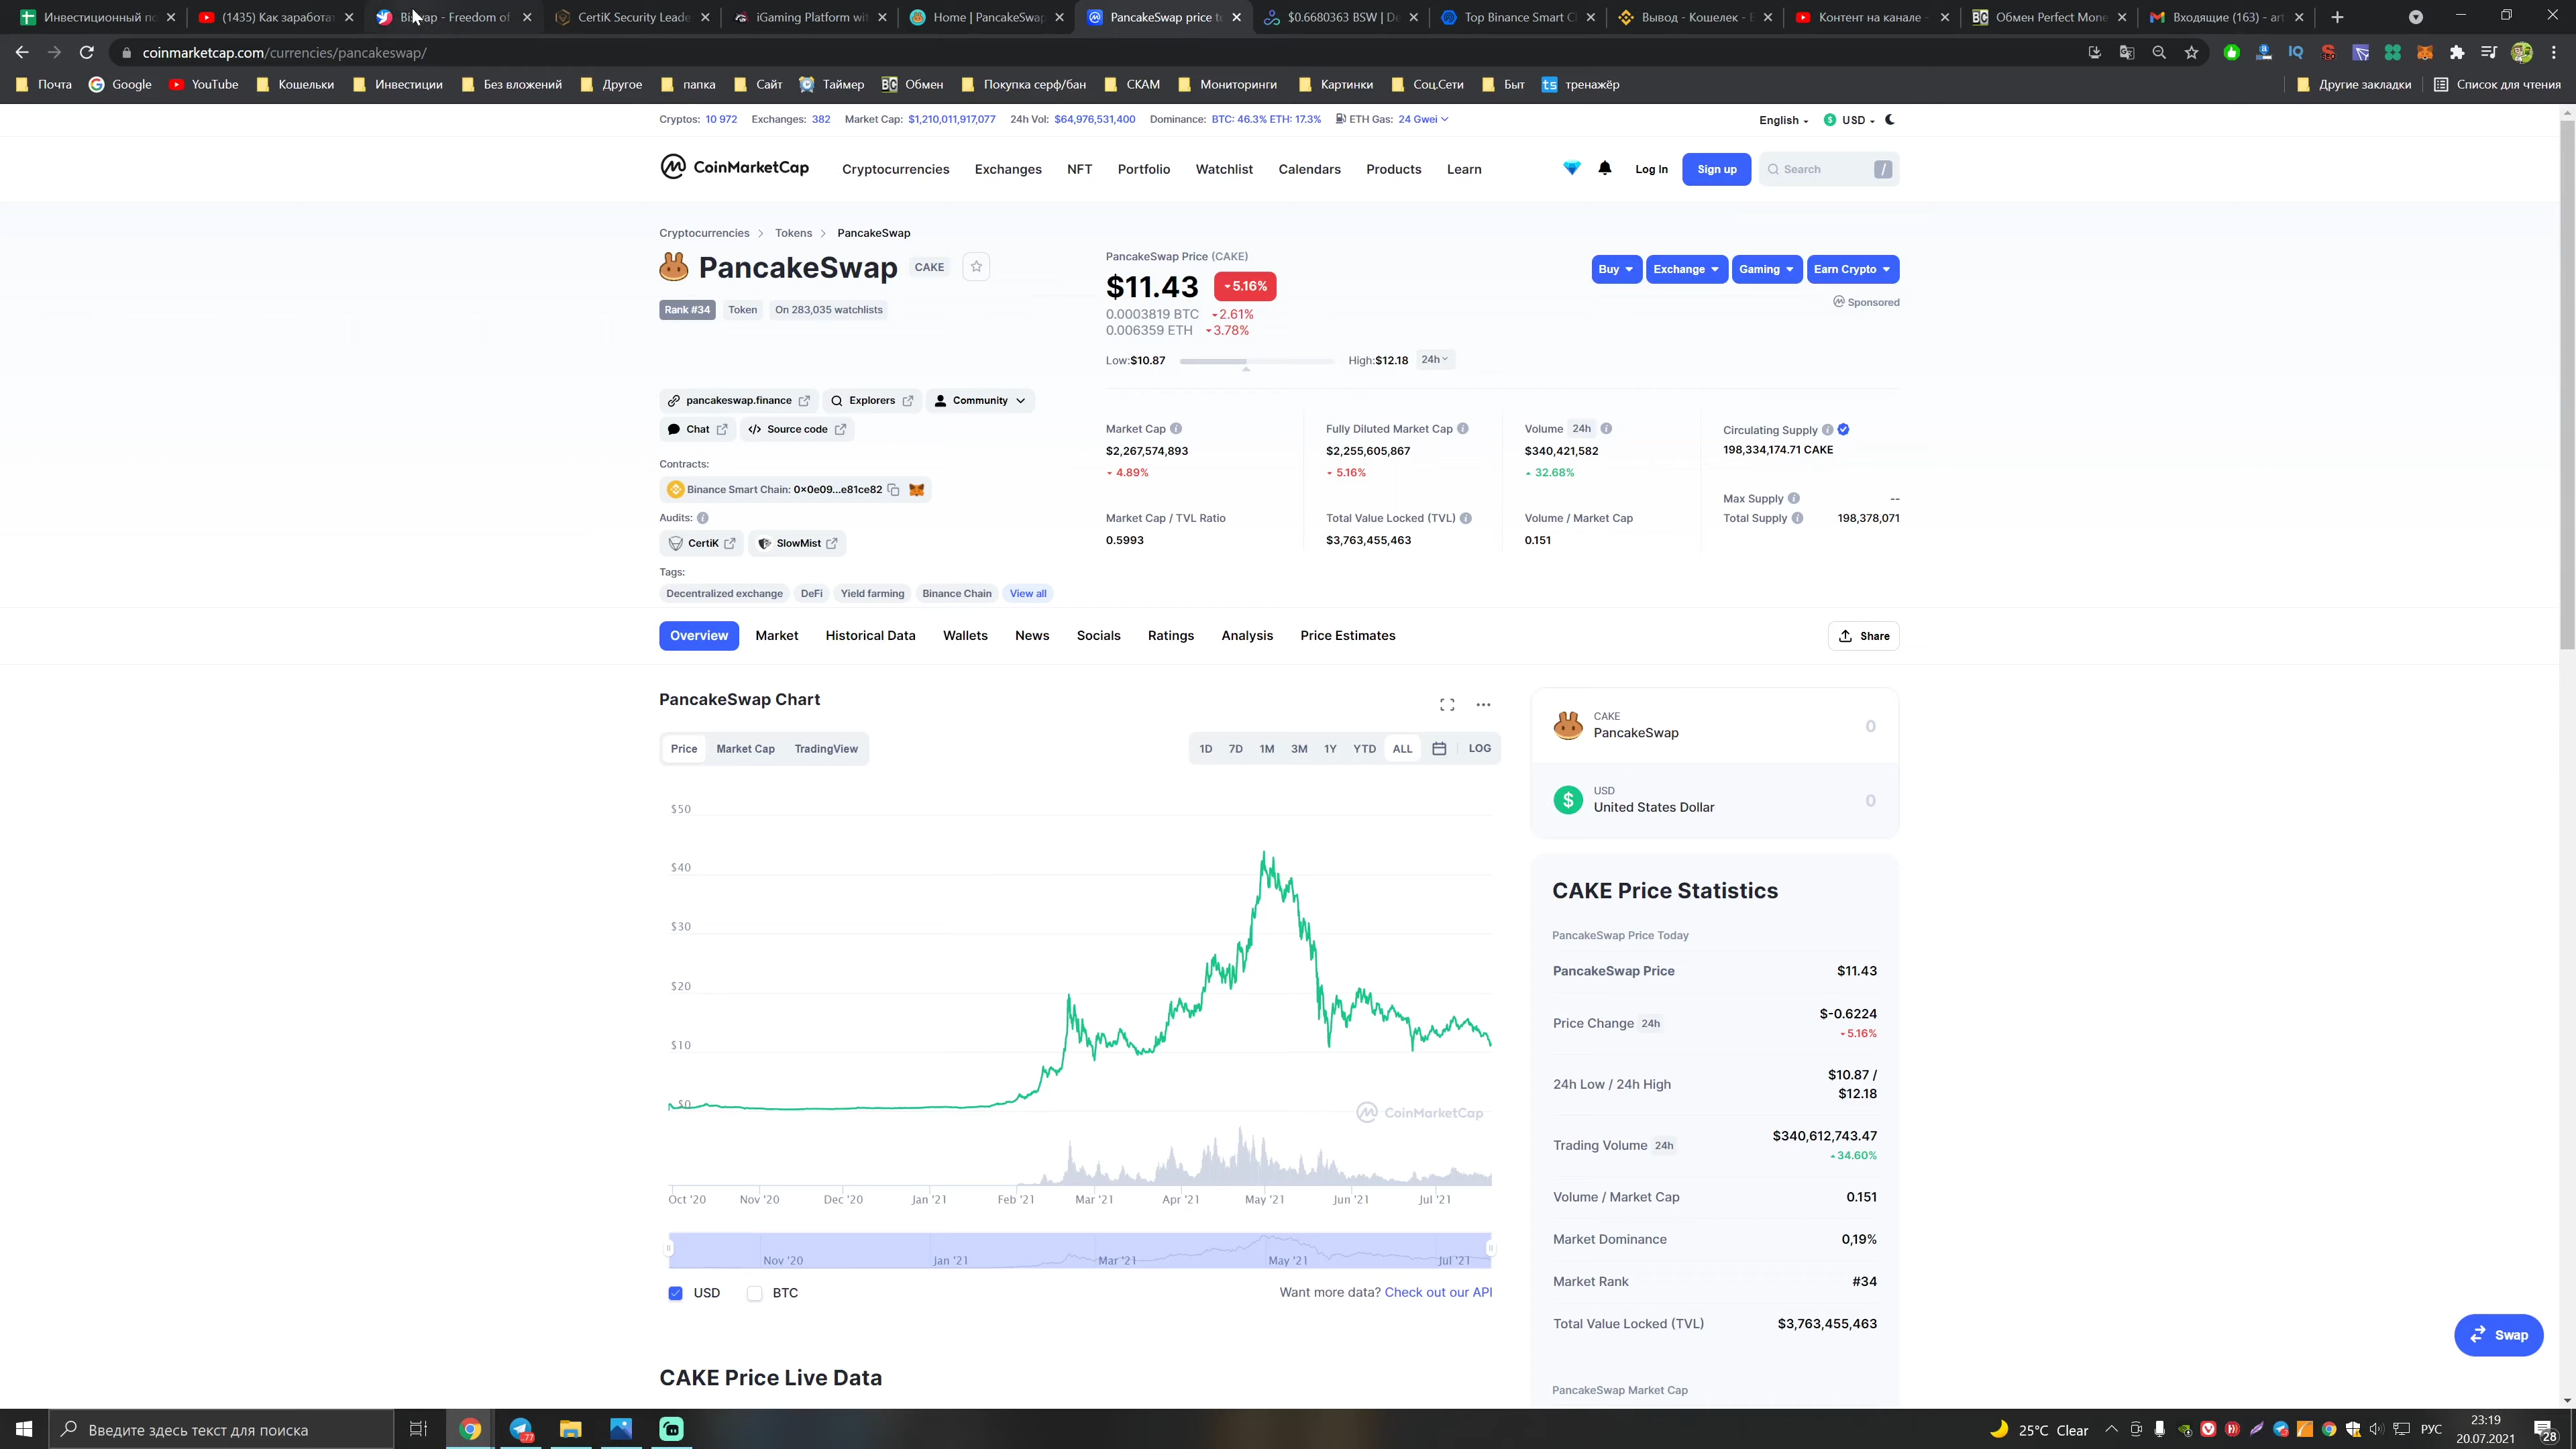 Инвестиционный по
(1435) Как заработат
Bi wap - Freedom of
CertiK Security Leade
iGaming Platform wit
Home | PancakeSwap
PancakeSwap price to
$0.6680363 BSW | De
Top Binance Smart Ch
Вывод - Кошелек - B
Контент на канале -
BC Обмен Perfect Mone
Входящие (163) - art
coinmarketcap.com/currencies/pancakeswap/
Почта
Google
YouTube
Кошельки
Инвестиции
Без вложений
Другое
папка
Сайт
Таймер
BC Обмен
Покупка серф/бан
СКАМ
Мониторинги
Картинки
Соц.Сети
Быт
ts тренажёр
Другие закладки
Список для чтения
Cryptos: 10 972 Exchanges: 382 Market Cap: $1,210,011,917,077 24h Vol: $64,976,531,400 Dominance: BTC: 46.3% ETH: 17.3% ETH Gas: 24 Gwei
English
USD
CoinMarketCap
Cryptocurrencies Exchanges NFT Portfolio Watchlist Calendars Products Learn
Log In
Sign up
Search /
Cryptocurrencies > Tokens > PancakeSwap
PancakeSwap CAKE
Rank #34 Token On 283,035 watchlists
pancakeswap.finance Explorers Community
Chat Source code
Contracts:
Binance Smart Chain: 0x0e09...e81ce82
Audits:
CertiK SlowMist
Tags:
Decentralized exchange DeFi Yield farming Binance Chain View all
PancakeSwap Price (CAKE)
$11.43 5.16%
0.0003819 BTC 2.61%
0.006359 ETH 3.78%
Low:$10.87 High:$12.18 24h
Buy Exchange Gaming Earn Crypto
Sponsored
Market Cap
$2,267,574,893
4.89%
Fully Diluted Market Cap
$2,255,605,867
5.16%
Volume 24h
$340,421,582
32.68%
Circulating Supply
198,334,174.71 CAKE
Max Supply --
Total Supply 198,378,071
Market Cap / TVL Ratio
0.5993
Total Value Locked (TVL)
$3,763,455,463
Volume / Market Cap
0.151
Overview Market Historical Data Wallets News Socials Ratings Analysis Price Estimates
Share
PancakeSwap Chart
Price Market Cap TradingView
1D 7D 1M 3M 1Y YTD ALL LOG
$50
$40
$30
$20
$10
$0
CoinMarketCap
Oct '20 Nov '20 Dec '20 Jan '21 Feb '21 Mar '21 Apr '21 May '21 Jun '21 Jul '21
Nov '20 Jan '21 Mar '21 May '21 Jul '21
USD BTC
Want more data? Check out our API
CAKE Price Live Data
CAKE
PancakeSwap 0
USD
United States Dollar 0
CAKE Price Statistics
PancakeSwap Price Today
PancakeSwap Price $11.43
Price Change 24h $-0.6224
5.16%
24h Low / 24h High $10.87 /
$12.18
Trading Volume 24h $340,612,743.47
34.60%
Volume / Market Cap 0.151
Market Dominance 0,19%
Market Rank #34
Total Value Locked (TVL) $3,763,455,463
PancakeSwap Market Cap
Swap
Введите здесь текст для поиска
77
25°C Clear
РУС
23:19
20.07.2021
28